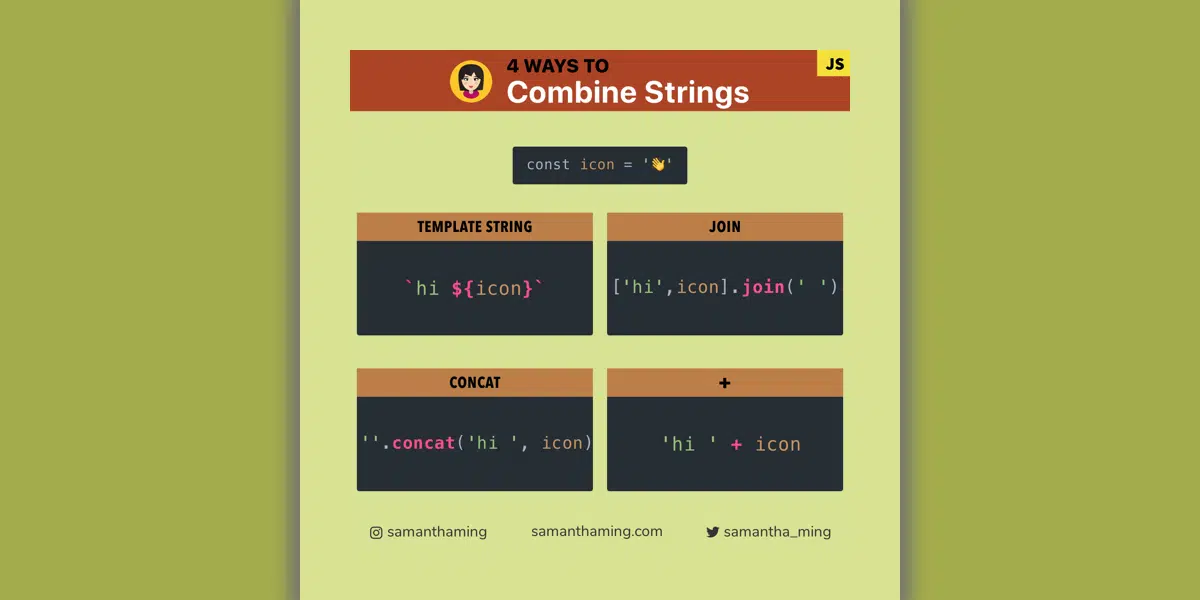 4 WAYS TO
JS
Combine Strings
const icon = '👋'
TEMPLATE STRING
`hi ${icon}`
JOIN
['hi',icon].join(' ')
CONCAT
''.concat('hi ', icon)
+
'hi ' + icon
samanthaming
samanthaming.com
samantha_ming